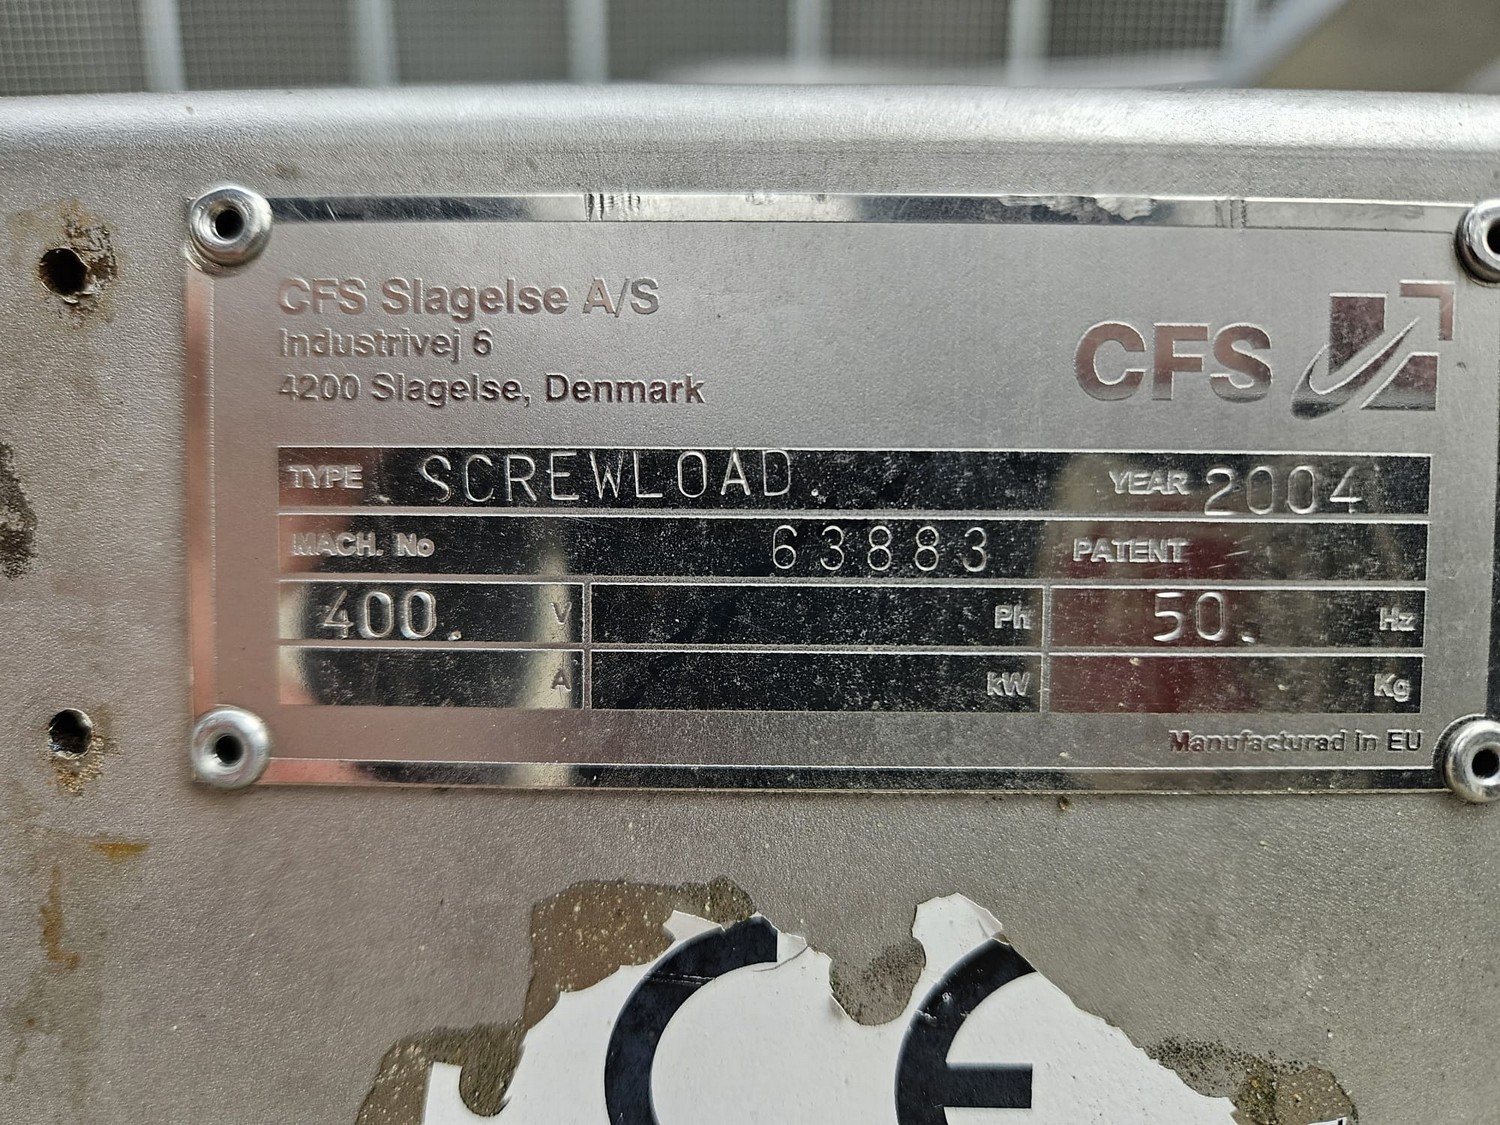 CFS Slagelse A/S
Industrivej 6
4200 Slagelse, Denmark
CFS
TYPE SCREWLOAD. YEAR 2004
MACH. No 63883 PATENT
400. V Ph 50. Hz
A kW Kg
Manufacturad in EU
CE